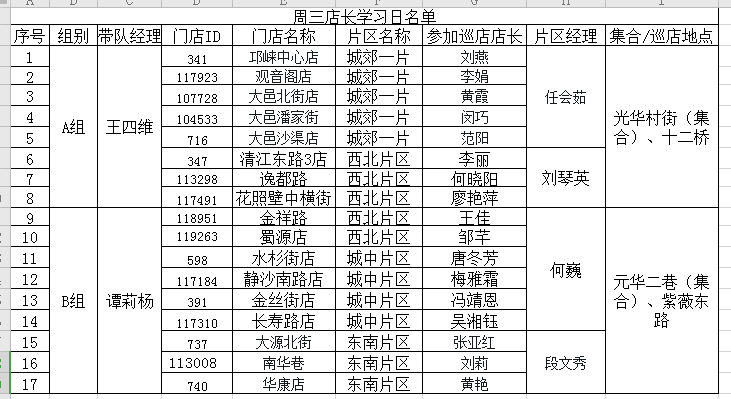 A B C D E F G H I
周三店长学习日名单
序号 组别 带队经理 门店ID 门店名称 片区名称 参加巡店店长 片区经理 集合/巡店地点
1 341 邛崃中心店 城郊一片 刘燕
2 117923 观音阁店 城郊一片 李娟
3 107728 大邑北街店 城郊一片 黄霞 任会茹
4 104533 大邑潘家街 城郊一片 闵巧 光华村街（集
A组 王四维
5 716 大邑沙渠店 城郊一片 范阳 合）、十二桥
6 347 清江东路3店 西北片区 李丽
7 113298 逸都路 西北片区 何晓阳 刘琴英
8 117491 花照壁中横街 西北片区 廖艳萍
9 118951 金祥路 西北片区 王佳
10 119263 蜀源店 西北片区 邹芊
11 598 水杉街店 城中片区 唐冬芳
何巍
12 117184 静沙南路店 城中片区 梅雅霜 元华二巷（集
13 391 金丝街店 城中片区 冯靖恩 合）、紫薇东
B组 谭莉杨
14 117310 长寿路店 城中片区 吴湘钰 路
15 737 大源北街 东南片区 张亚红
16 113008 南华巷 东南片区 刘莉 段文秀
17 740 华康店 东南片区 黄艳